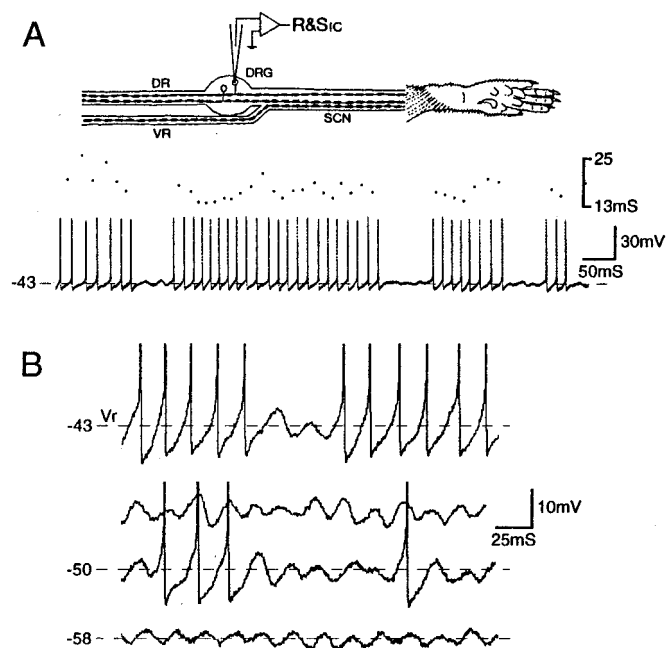 A
R&SIC
DR
DRG
VR
SCN
25
13mS
30mV
50mS
-43
B
Vr
-43
10mV
25mS
-50
-58